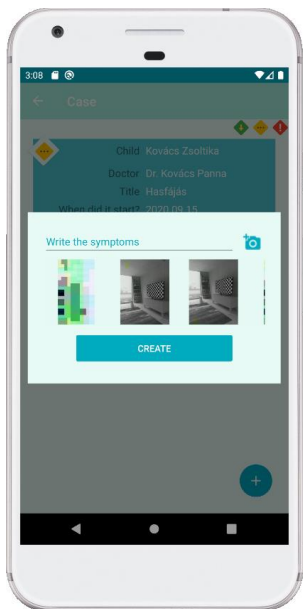 3:08
Case
Child Kovács Zsoltika
Doctor Dr. Kovács Panna
Title Hasfájás
When did it start? 2020.09.15
Write the symptoms
CREATE